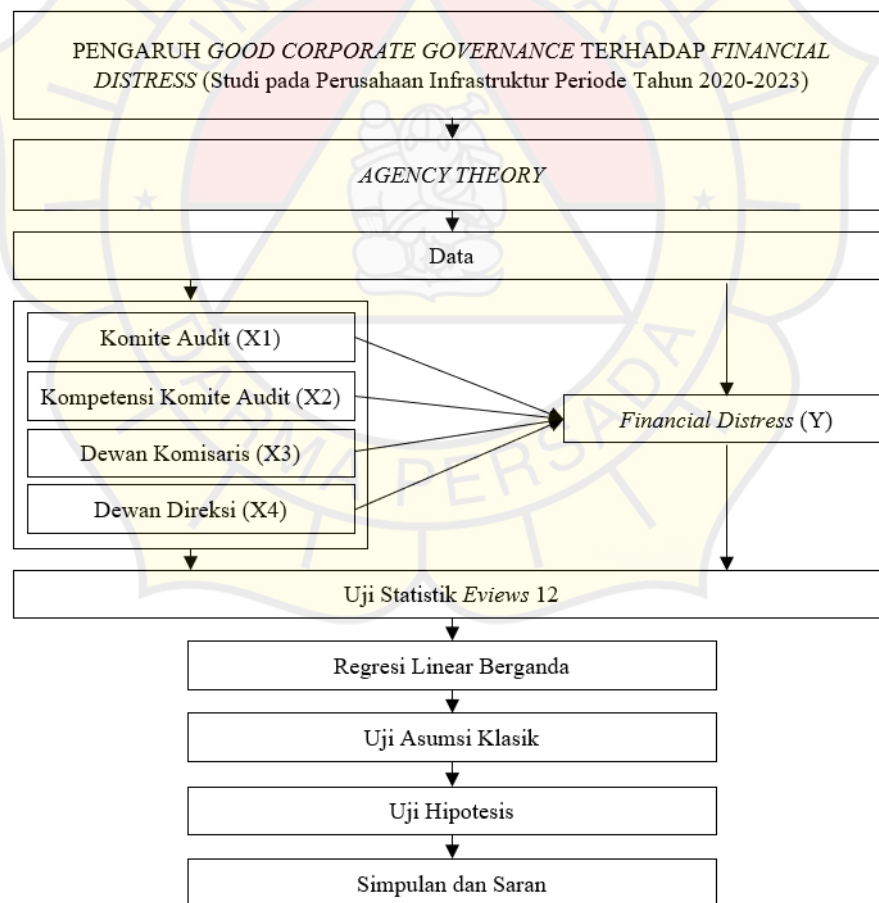 PENGARUH GOOD CORPORATE GOVERNANCE TERHADAP FINANCIAL
DISTRESS (Studi pada Perusahaan Infrastruktur Periode Tahun 2020-2023)
AGENCY THEORY
Data
Komite Audit (X1)
Kompetensi Komite Audit (X2)
Dewan Komisaris (X3)
Dewan Direksi (X4)
Financial Distress (Y)
Uji Statistik Eviews 12
Regresi Linear Berganda
Uji Asumsi Klasik
Uji Hipotesis
Simpulan dan Saran
DARMA PERSADA